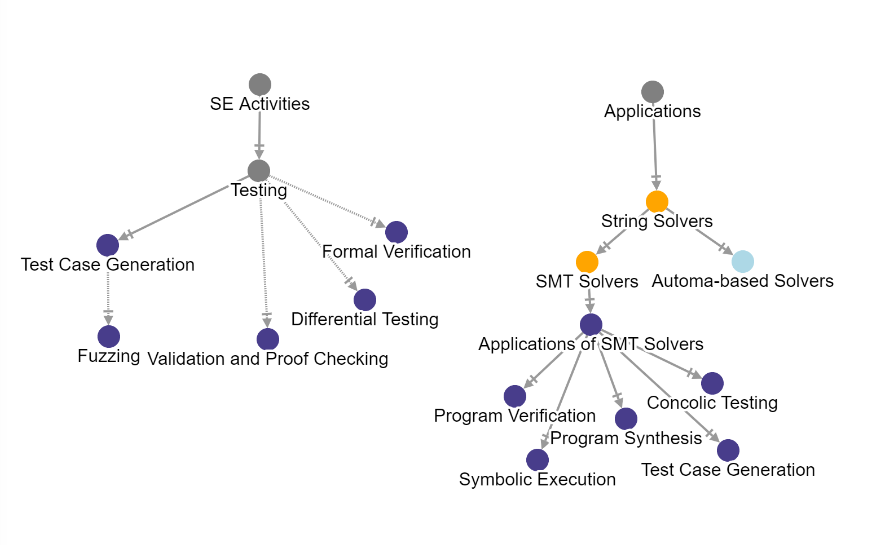 SE Activities
Testing
Test Case Generation
Formal Verification
Differential Testing
Fuzzing
Validation and Proof Checking
Applications
String Solvers
SMT Solvers
Automa-based Solvers
Applications of SMT Solvers
Concolic Testing
Program Verification
Program Synthesis
Test Case Generation
Symbolic Execution